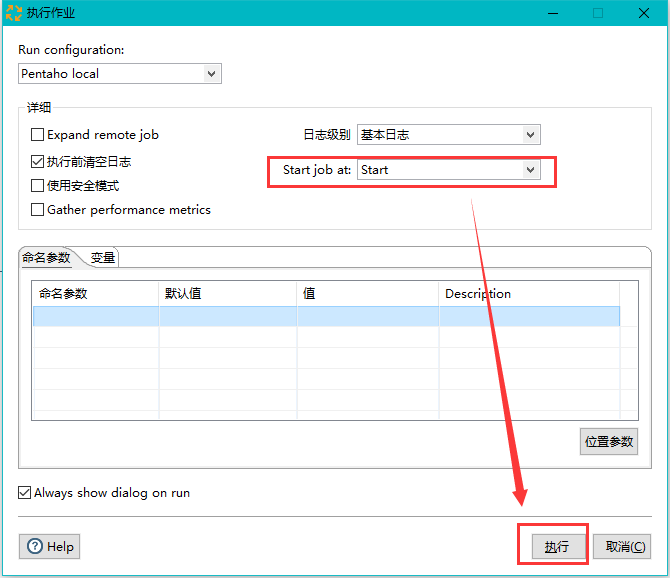 执行作业
Run configuration:
Pentaho local
详细
Expand remote job
日志级别 基本日志
执行前清空日志
Start job at: Start
使用安全模式
Gather performance metrics
命名参数 变量
命名参数 默认值 值 Description
位置参数
Always show dialog on run
Help 执行 取消(C)